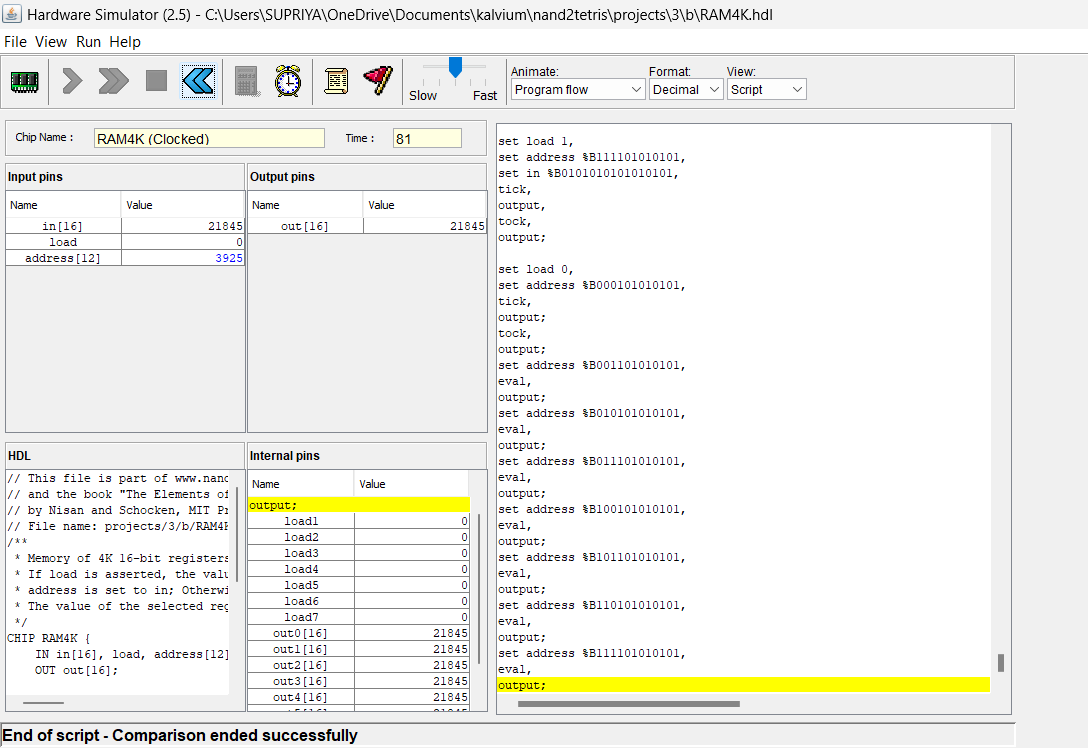 Hardware Simulator (2.5) - C:\Users\SUPRIYA\OneDrive\Documents\kalvium\nand2tetris\projects\3\b\RAM4K.hdl
File View Run Help
Slow Fast
Animate: Format: View:
Program flow Decimal Script
Chip Name : RAM4K (Clocked) Time : 81
Input pins
Name Value
in[16] 21845
load 0
address[12] 3925
Output pins
Name Value
out[16] 21845
HDL
// This file is part of www.nand
// and the book "The Elements of
// by Nisan and Schocken, MIT Pr
// File name: projects/3/b/RAM4K
/**
* Memory of 4K 16-bit registers
* If load is asserted, the valu
* address is set to in; Otherwi
* The value of the selected reg
*/
CHIP RAM4K {
IN in[16], load, address[12]
OUT out[16];
Internal pins
Name Value
output;
load1 0
load2 0
load3 0
load4 0
load5 0
load6 0
load7 0
out0[16] 21845
out1[16] 21845
out2[16] 21845
out3[16] 21845
out4[16] 21845
set load 1,
set address %B111101010101,
set in %B0101010101010101,
tick,
output,
tock,
output;
set load 0,
set address %B000101010101,
tick,
output;
tock,
output;
set address %B001101010101,
eval,
output;
set address %B010101010101,
eval,
output;
set address %B011101010101,
eval,
output;
set address %B100101010101,
eval,
output;
set address %B101101010101,
eval,
output;
set address %B110101010101,
eval,
output;
set address %B111101010101,
eval,
output;
End of script - Comparison ended successfully